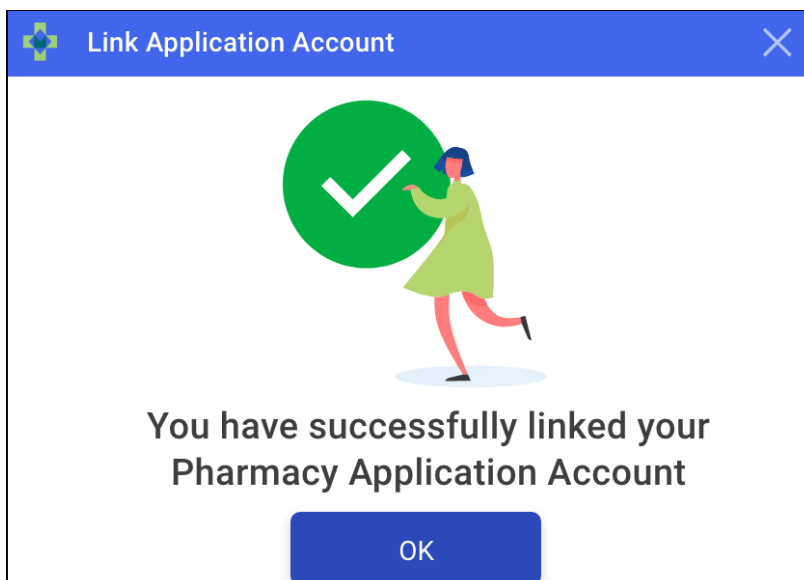 Link Application Account
You have successfully linked your
Pharmacy Application Account
OK